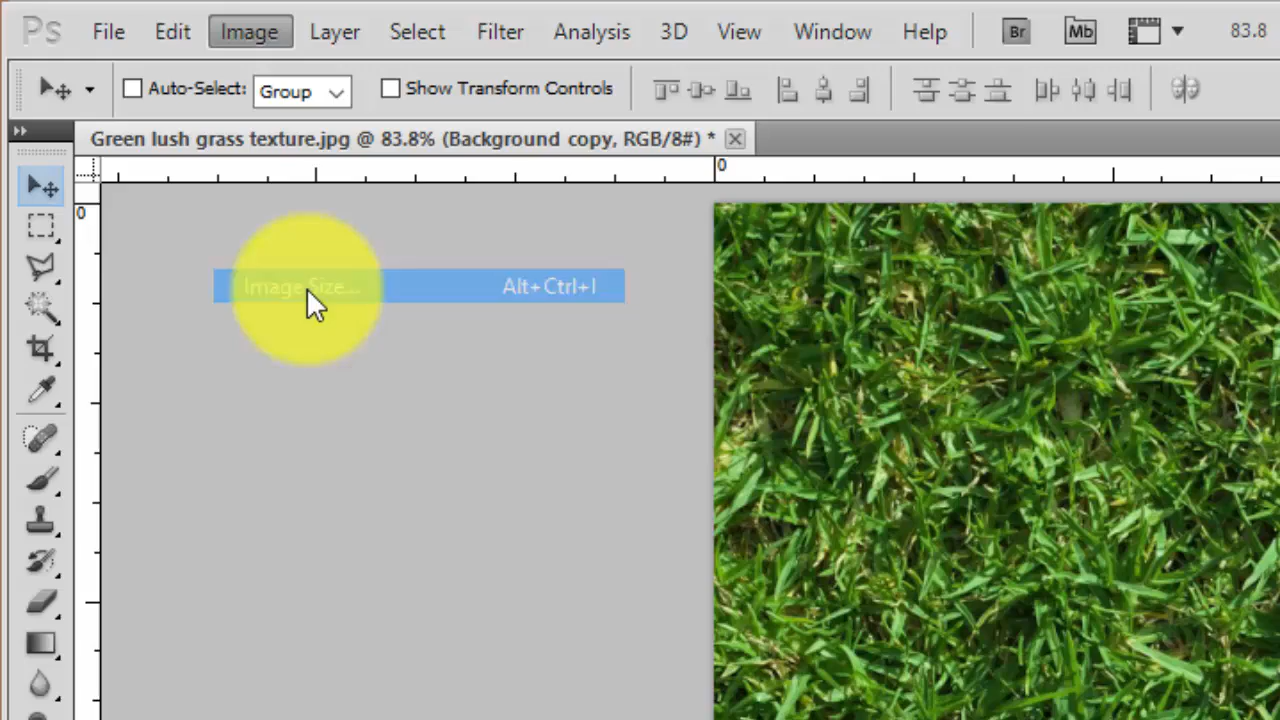 Ps File Edit Image Layer Select Filter Analysis 3D View Window Help Br Mb 83.8
Auto-Select: Group Show Transform Controls
Green lush grass texture.jpg @ 83.8% (Background copy, RGB/8#) *
0
0
Image Size... Alt+Ctrl+I